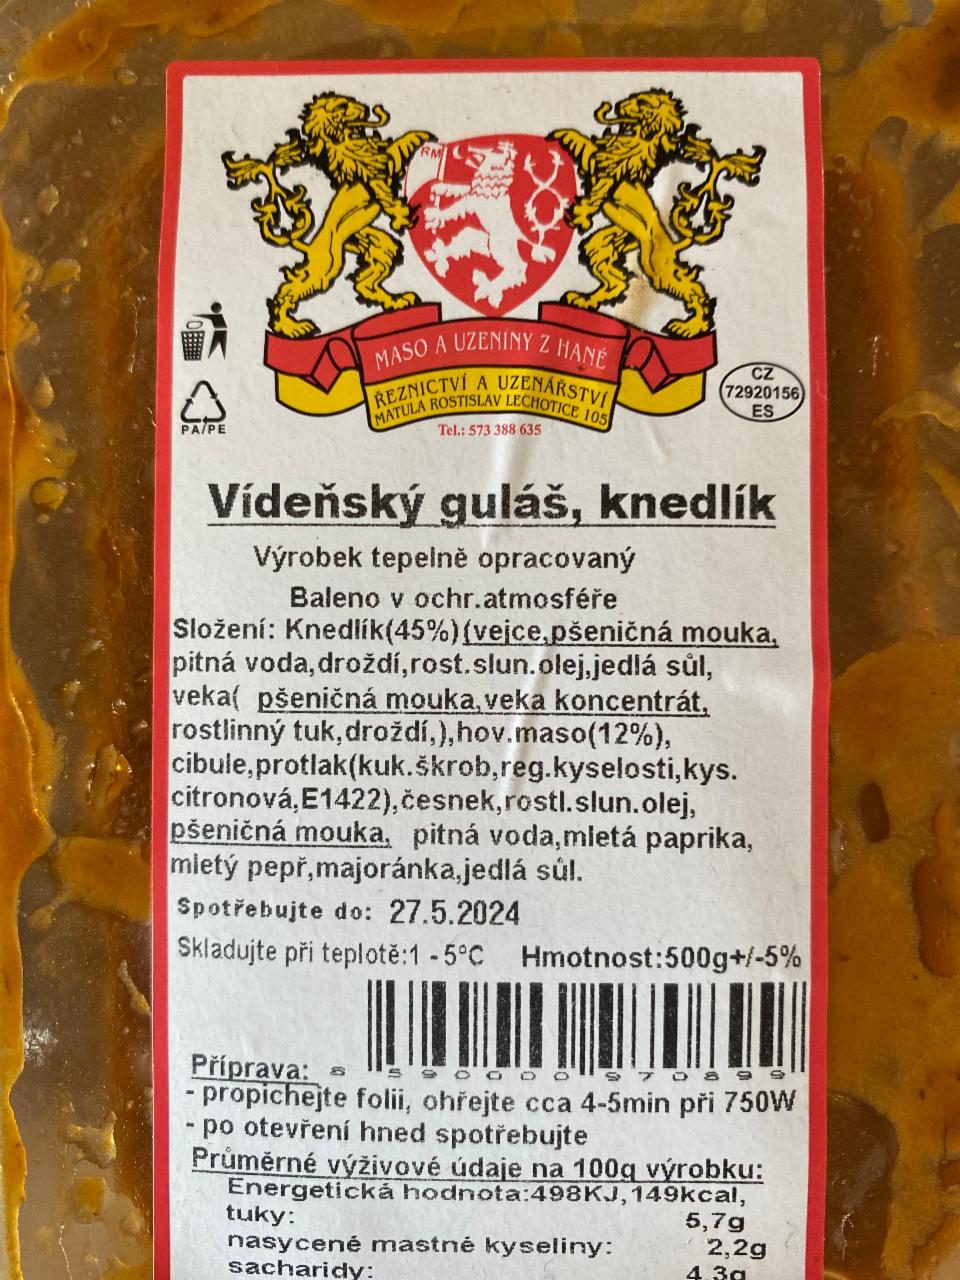 RM
MASO A UZENINY Z HANÉ
ŘEZNICTVÍ A UZENÁŘSTVÍ
MATULA ROSTISLAV LECHOTICE 105
Tel.: 573 388 635
PA/PE
CZ
72920156
ES
Vídeňský guláš, knedlík
Výrobek tepelně opracovaný
Baleno v ochr.atmosféře
Složení: Knedlík(45%)(vejce,pšeničná mouka,
pitná voda,droždí,rost.slun.olej,jedlá sůl,
veka( pšeničná mouka,veka koncentrát,
rostlinný tuk,droždí,),hov.maso(12%),
cibule,protlak(kuk.škrob,reg.kyselosti,kys.
citronová,E1422),česnek,rostl.slun.olej,
pšeničná mouka, pitná voda,mletá paprika,
mletý pepř,majoránka,jedlá sůl.
Spotřebujte do: 27.5.2024
Skladujte při teplotě:1 - 5°C Hmotnost:500g+/-5%
Příprava:
8 590000 970899
- propichejte folii, ohřejte cca 4-5min při 750W
- po otevření hned spotřebujte
Průměrné výživové údaje na 100g výrobku:
Energetická hodnota:498KJ,149kcal,
tuky: 5,7g
nasycené mastné kyseliny: 2,2g
sacharidy: 4,3g